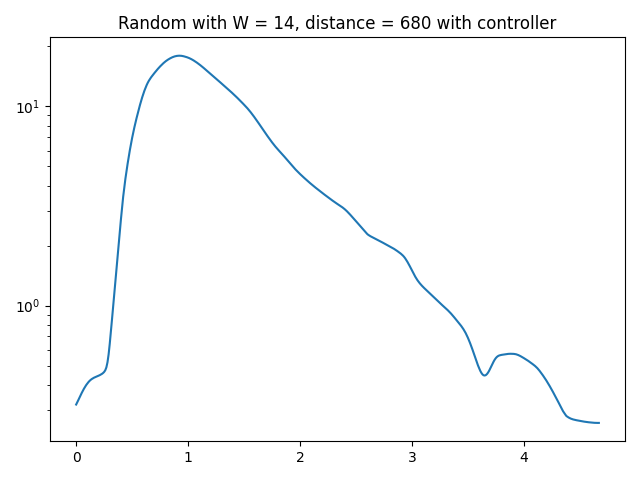 Random with W = 14, distance = 680 with controller
10¹
10⁰
0 1 2 3 4